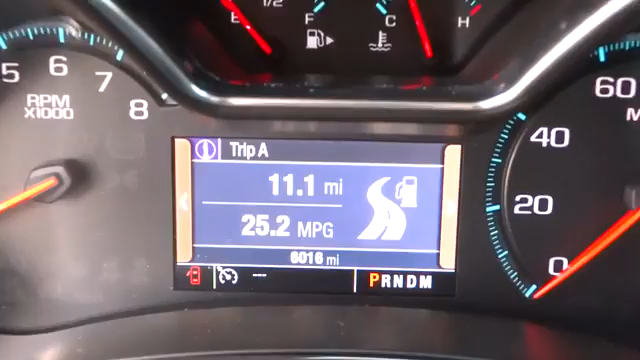 E 1/2 F C H
5 6 7 8
RPM
X1000
Trip A
11.1 mi
25.2 MPG
6016 mi
PRNDM
60
40
20
0